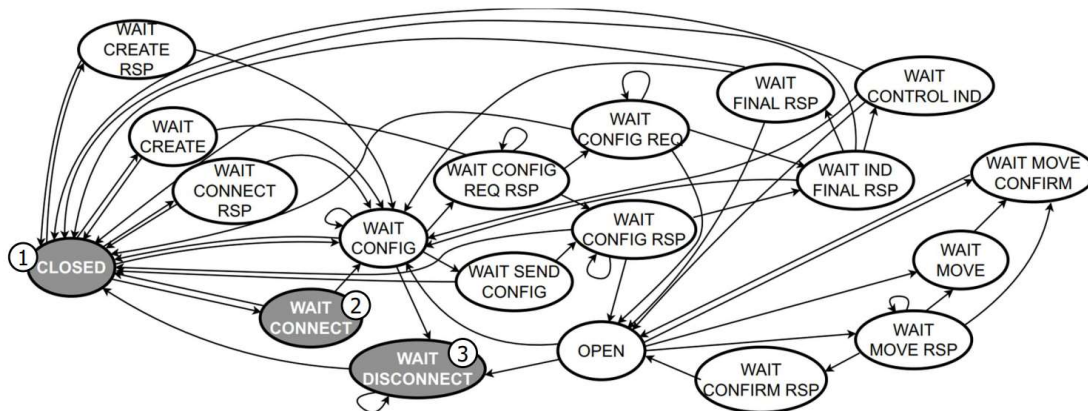 WAIT
CREATE
RSP
WAIT
CREATE
WAIT
CONNECT
RSP
1
CLOSED
WAIT
CONNECT
2
WAIT
CONFIG
WAIT
DISCONNECT
3
WAIT CONFIG
REQ RSP
WAIT SEND
CONFIG
WAIT
CONFIG REQ
WAIT
CONFIG RSP
OPEN
WAIT
FINAL RSP
WAIT
CONTROL IND
WAIT IND
FINAL RSP
WAIT MOVE
CONFIRM
WAIT
MOVE
WAIT
MOVE RSP
WAIT
CONFIRM RSP